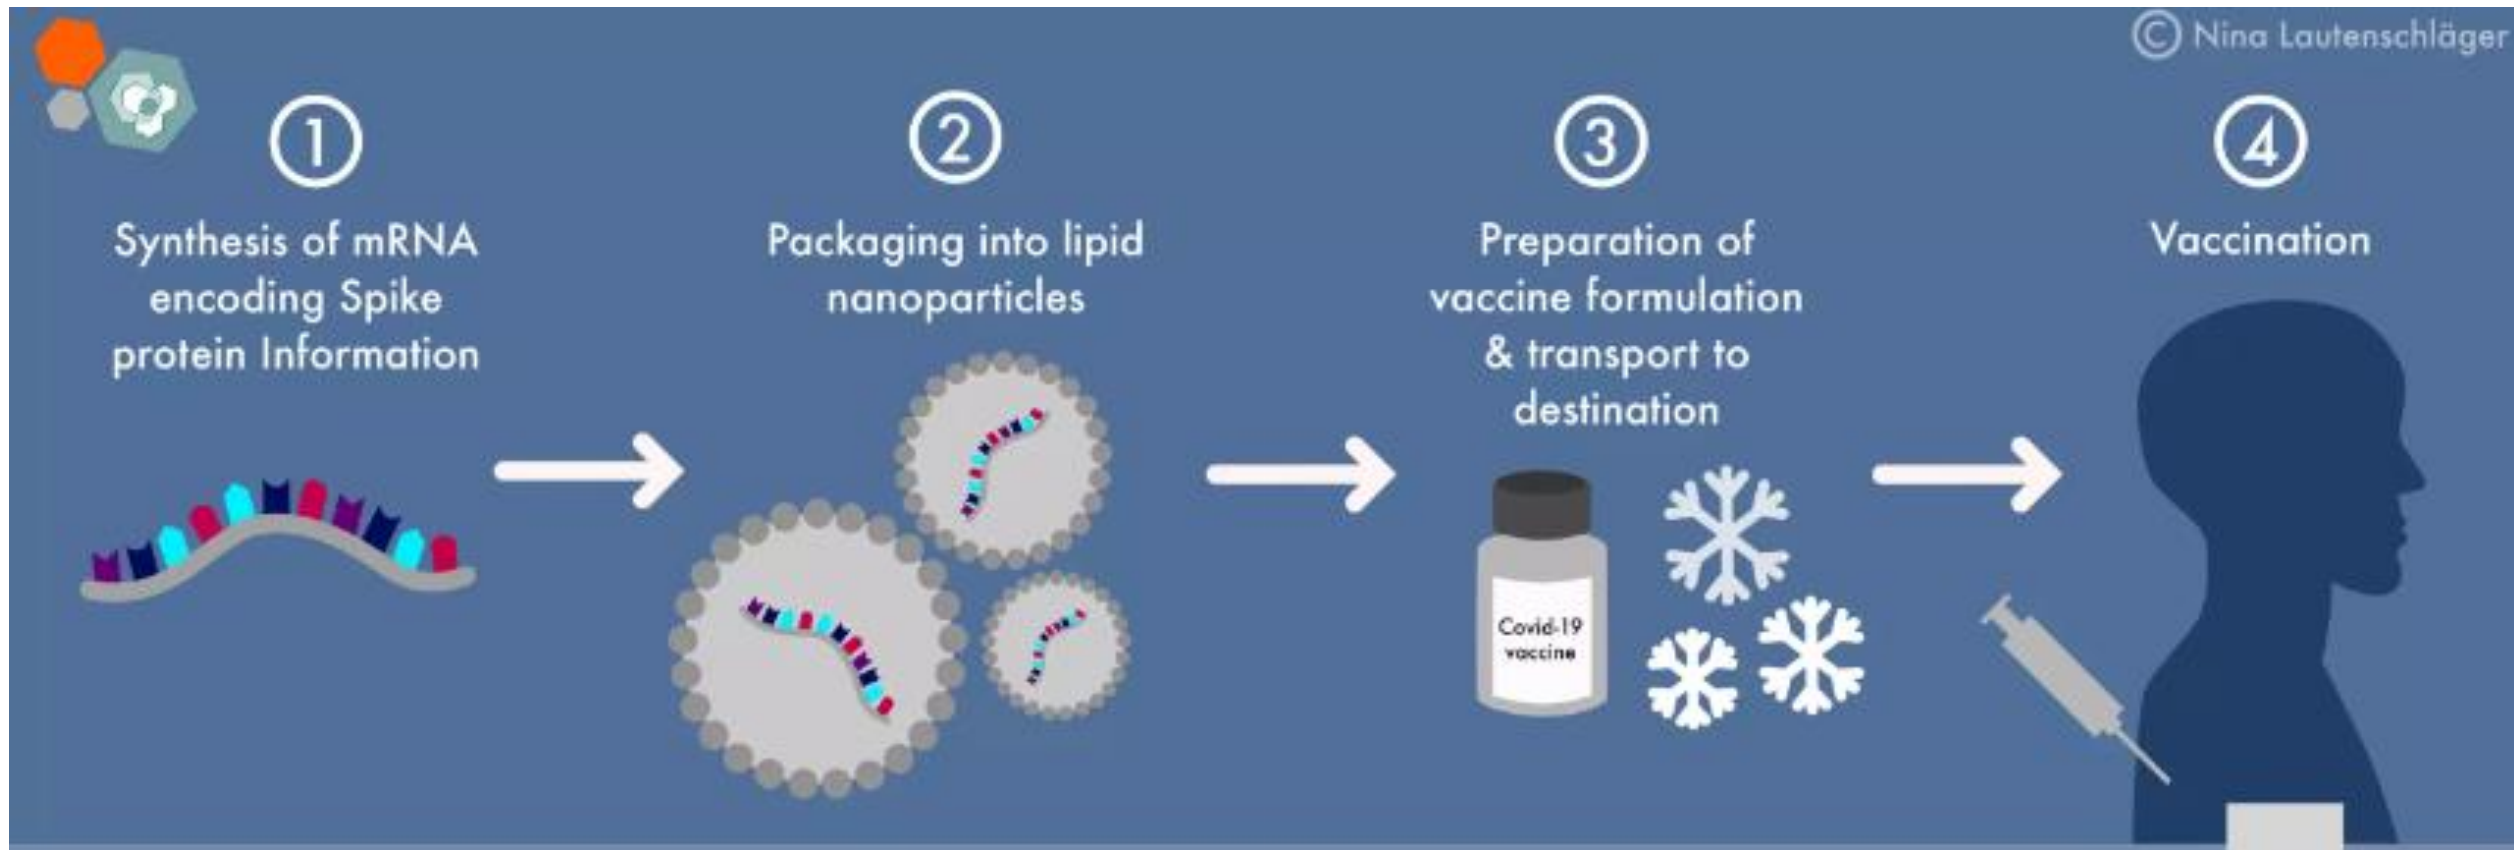 © Nina Lautenschläger
1
Synthesis of mRNA
encoding Spike
protein Information
2
Packaging into lipid
nanoparticles
3
Preparation of
vaccine formulation
& transport to
destination
Covid-19
vaccine
4
Vaccination